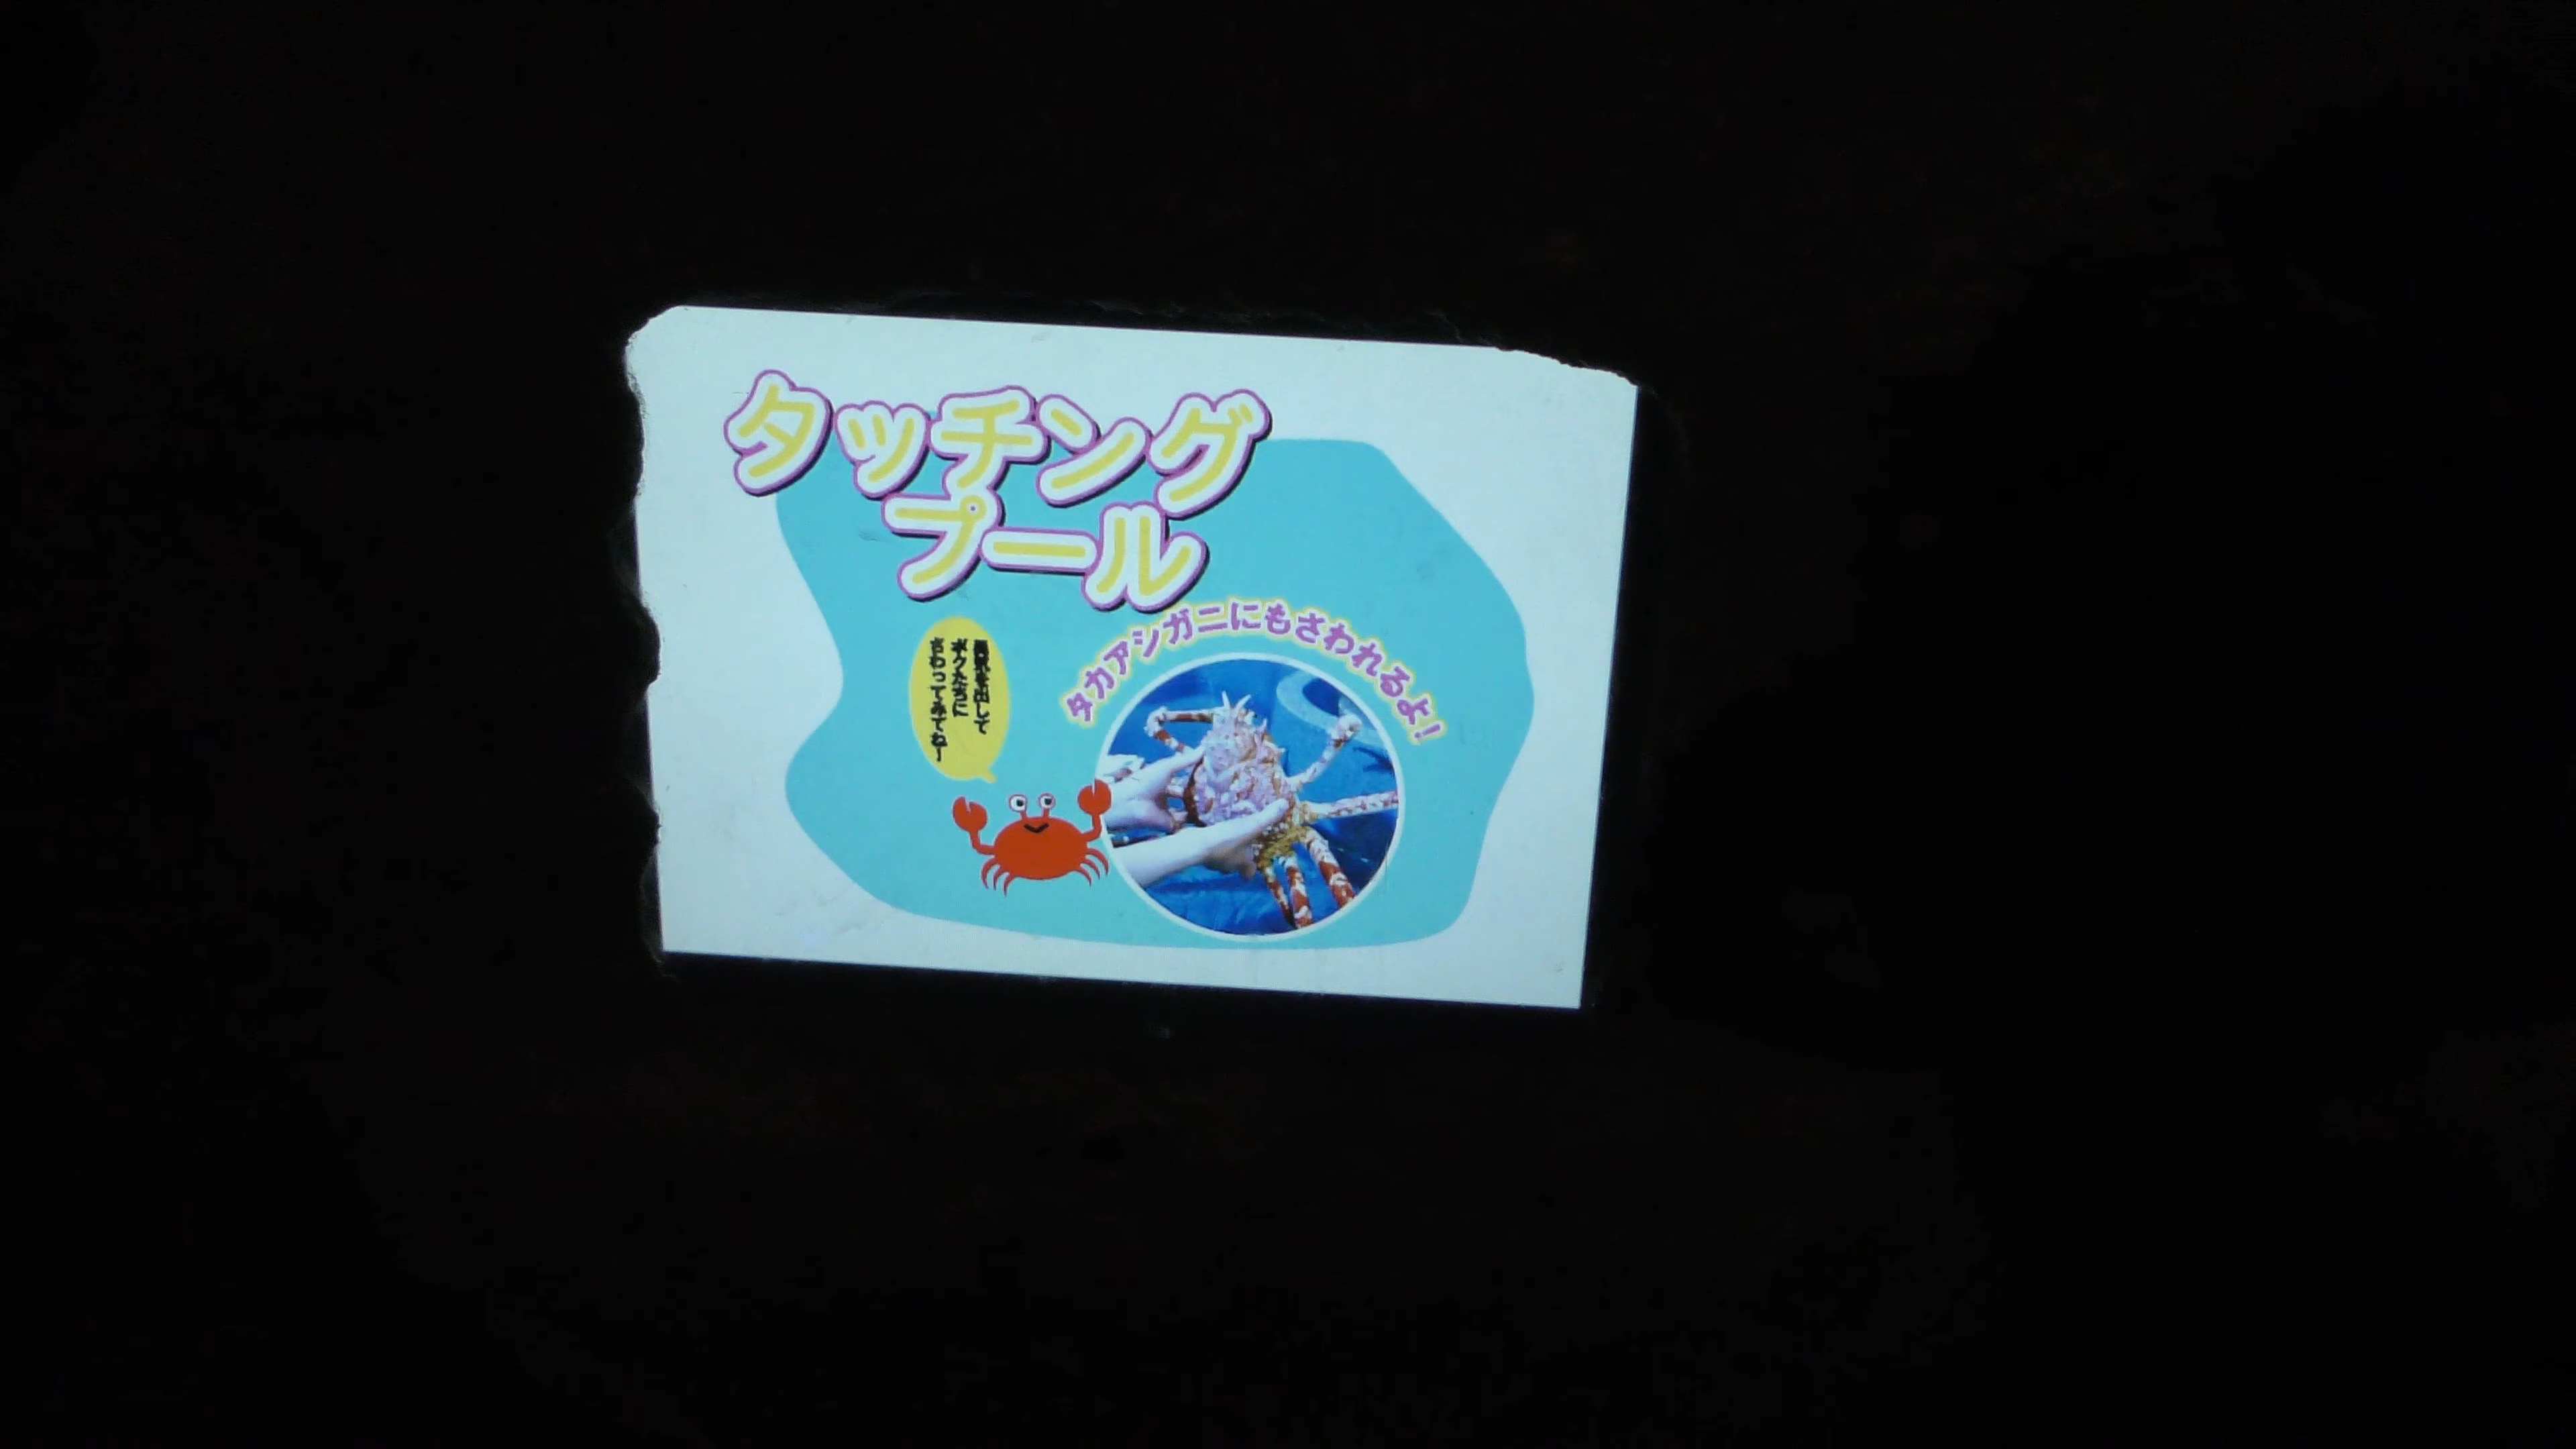 タッチング
プール
タカアシガニにもさわれるよ!
勇気を出して
ボクたちに
さわってみてねー